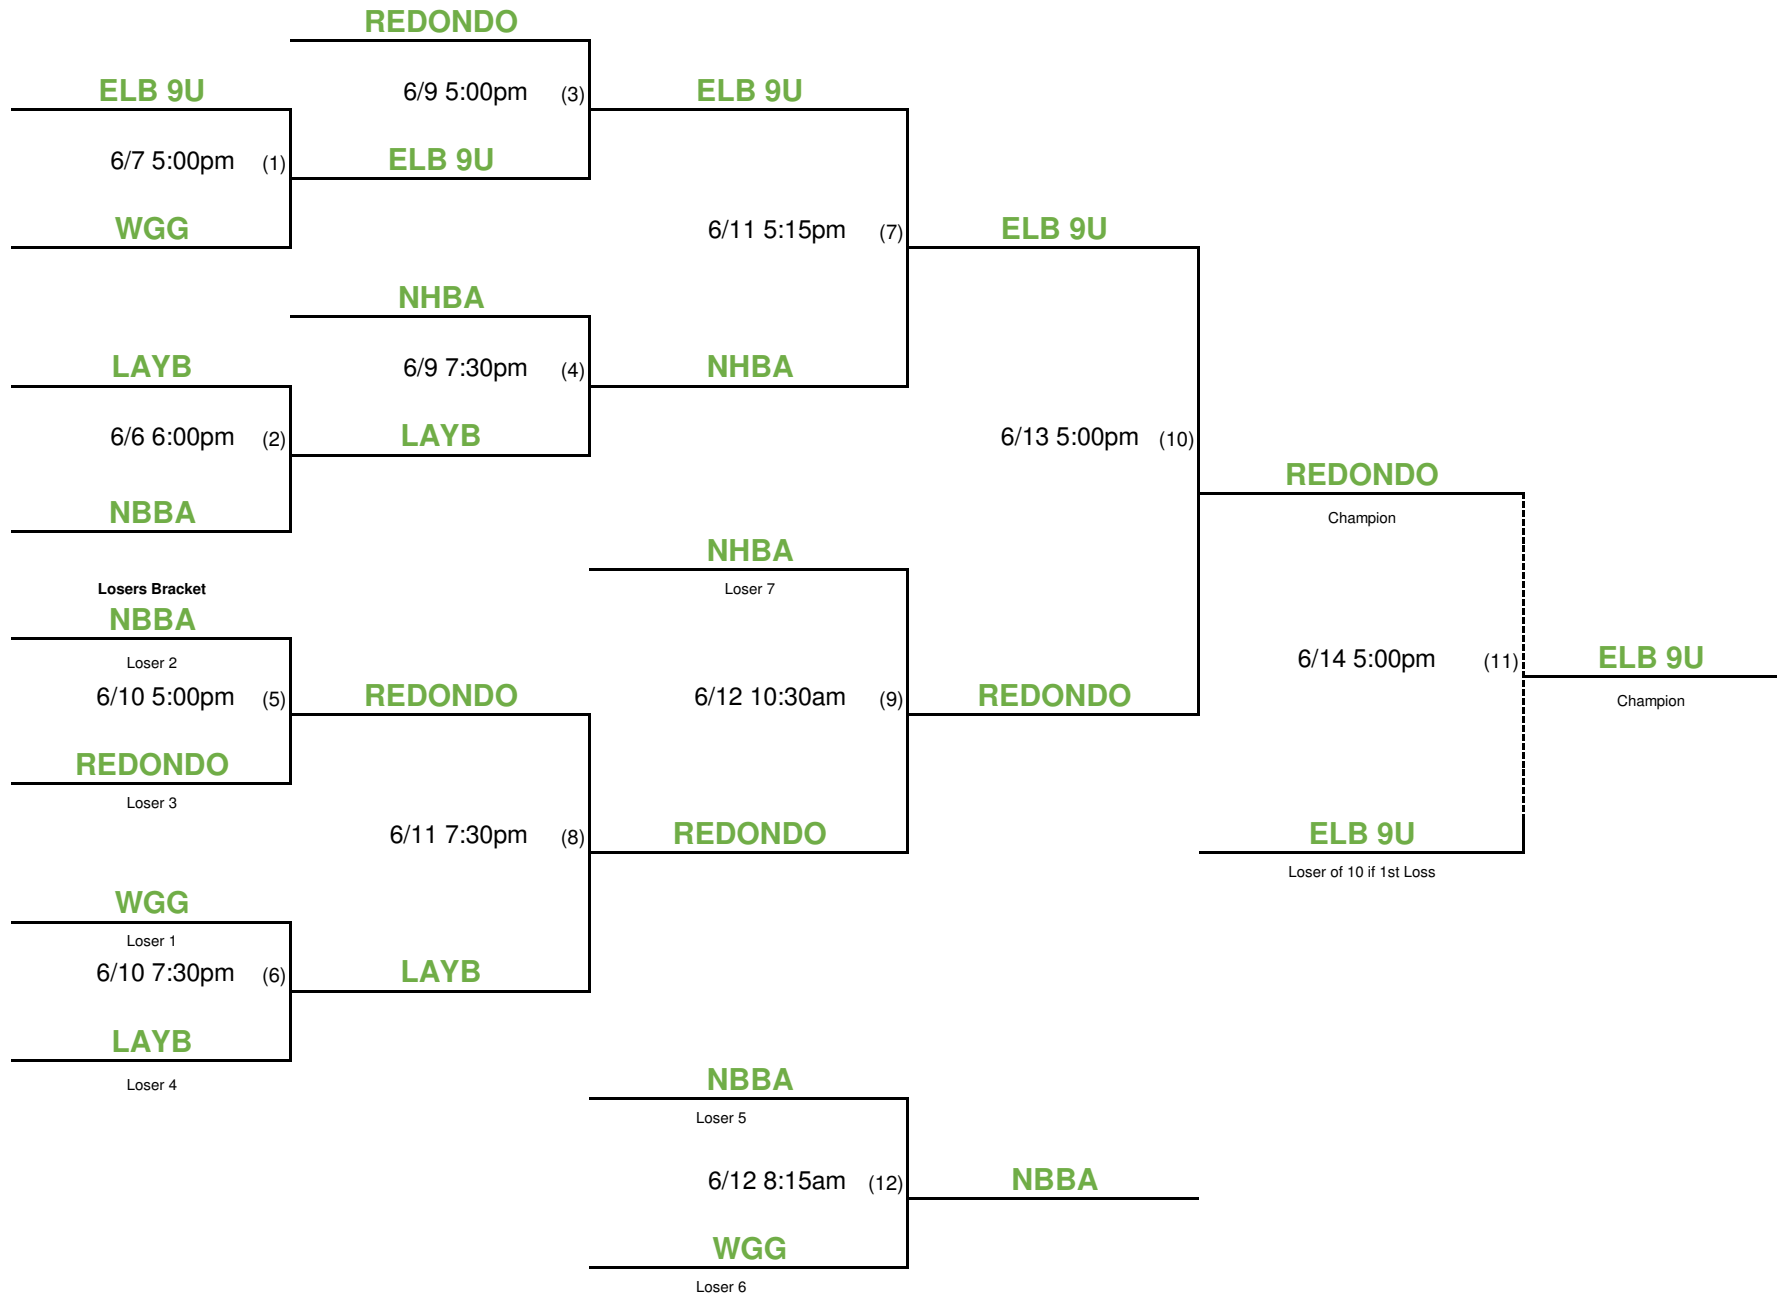 REDONDO
ELB 9U
6/9 5:00pm (3)
ELB 9U
6/7 5:00pm (1)
ELB 9U
WGG
6/11 5:15pm (7)
ELB 9U
NHBA
LAYB
6/9 7:30pm (4)
NHBA
6/6 6:00pm (2)
LAYB
6/13 5:00pm (10)
REDONDO
Champion
NBBA
NHBA
Loser 7
Losers Bracket
NBBA
Loser 2
6/10 5:00pm (5)
REDONDO
6/12 10:30am (9)
REDONDO
6/14 5:00pm (11)
ELB 9U
Champion
REDONDO
Loser 3
6/11 7:30pm (8)
REDONDO
ELB 9U
Loser of 10 if 1st Loss
WGG
Loser 1
6/10 7:30pm (6)
LAYB
LAYB
Loser 4
NBBA
Loser 5
6/12 8:15am (12)
NBBA
WGG
Loser 6